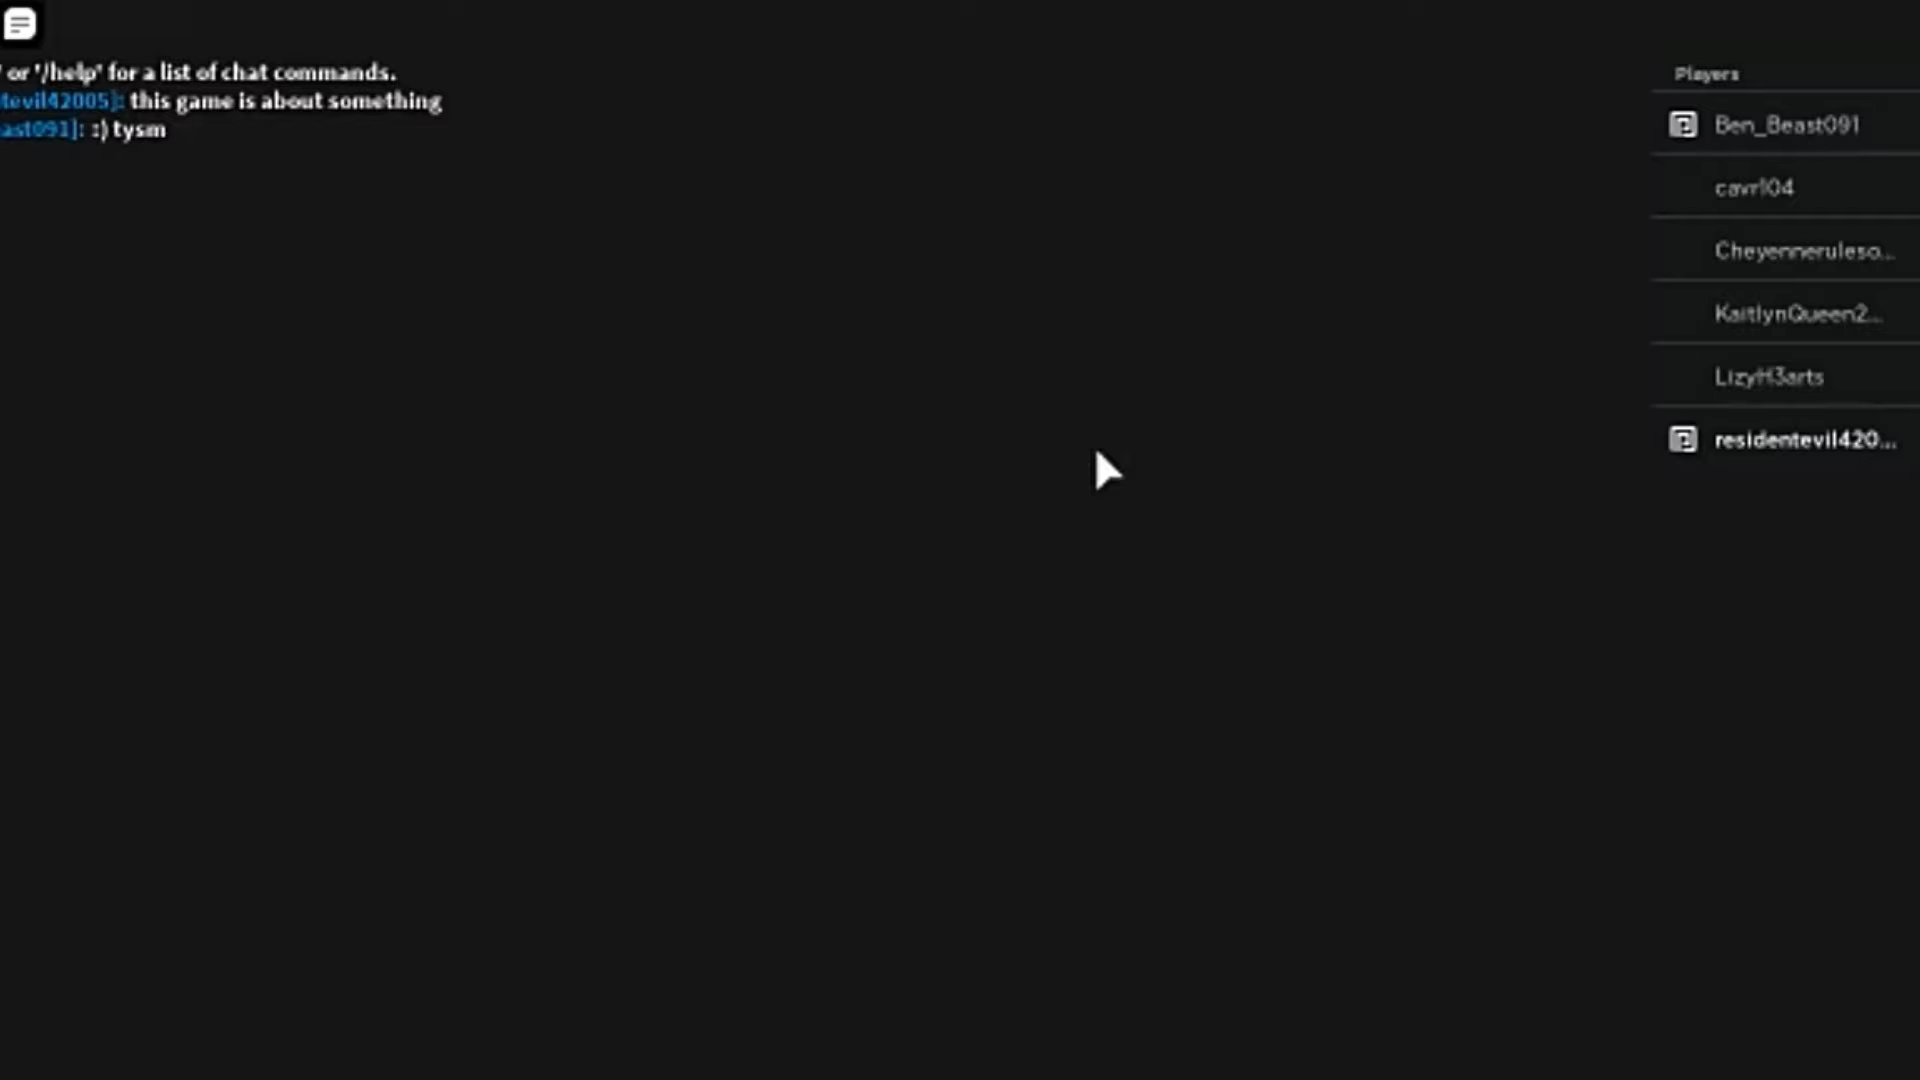 ' or '/help' for a list of chat commands.
tevil42005]: this game is about something
ast091]: :) tysm
Players
Ben_Beast091
cavr104
Cheyenneruleso...
KaitlynQueen2...
LizyH3arts
residentevil420...